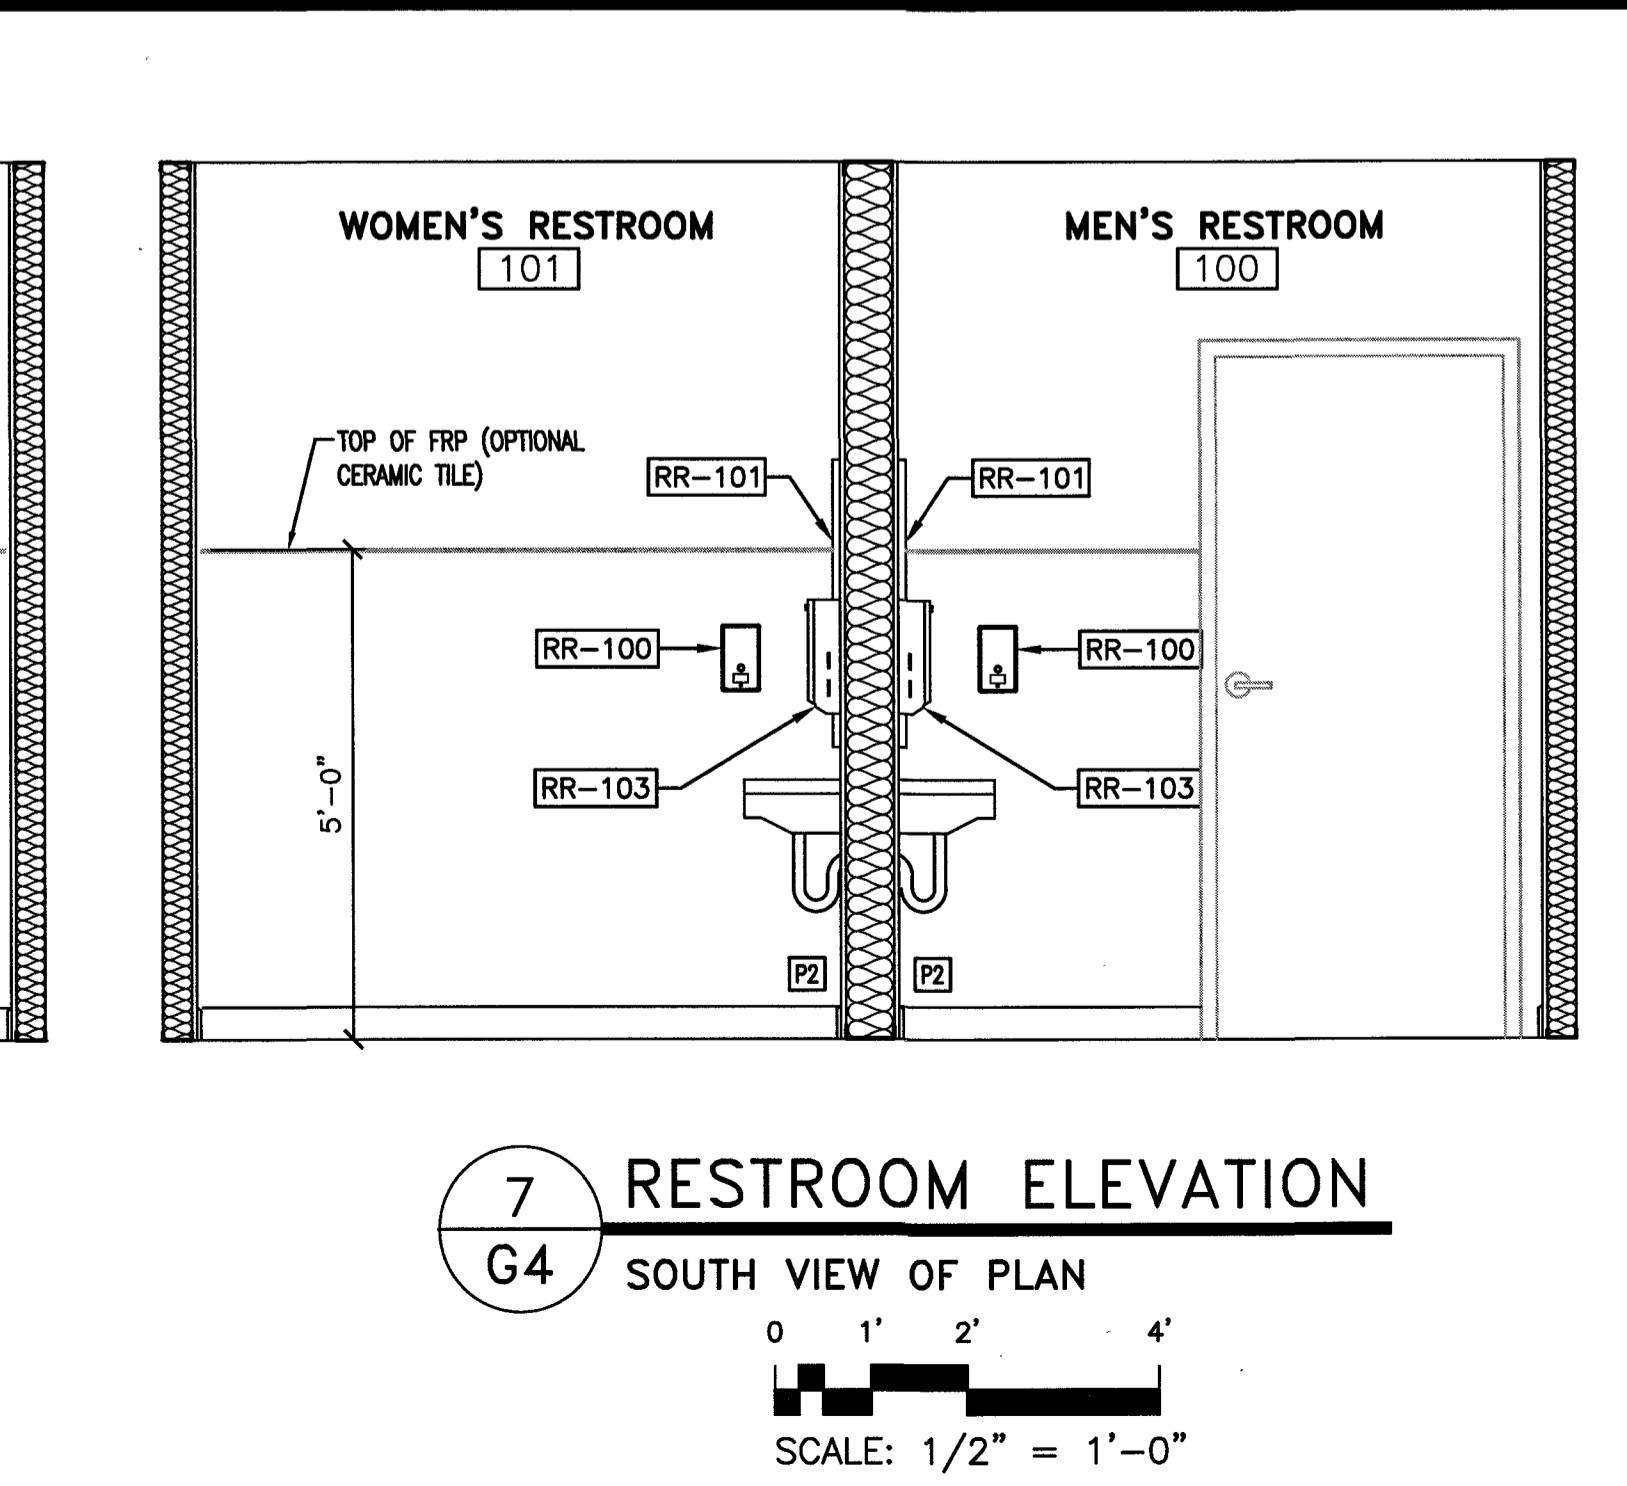 WOMEN'S RESTROOM
101
MEN'S RESTROOM
100
TOP OF FRP (OPTIONAL
CERAMIC TILE)
RR-101
RR-101
RR-100
RR-100
5'-0"
RR-103
RR-103
P2
P2
7
G4
RESTROOM ELEVATION
SOUTH VIEW OF PLAN
0 1' 2' 4'
SCALE: 1/2" = 1'-0"